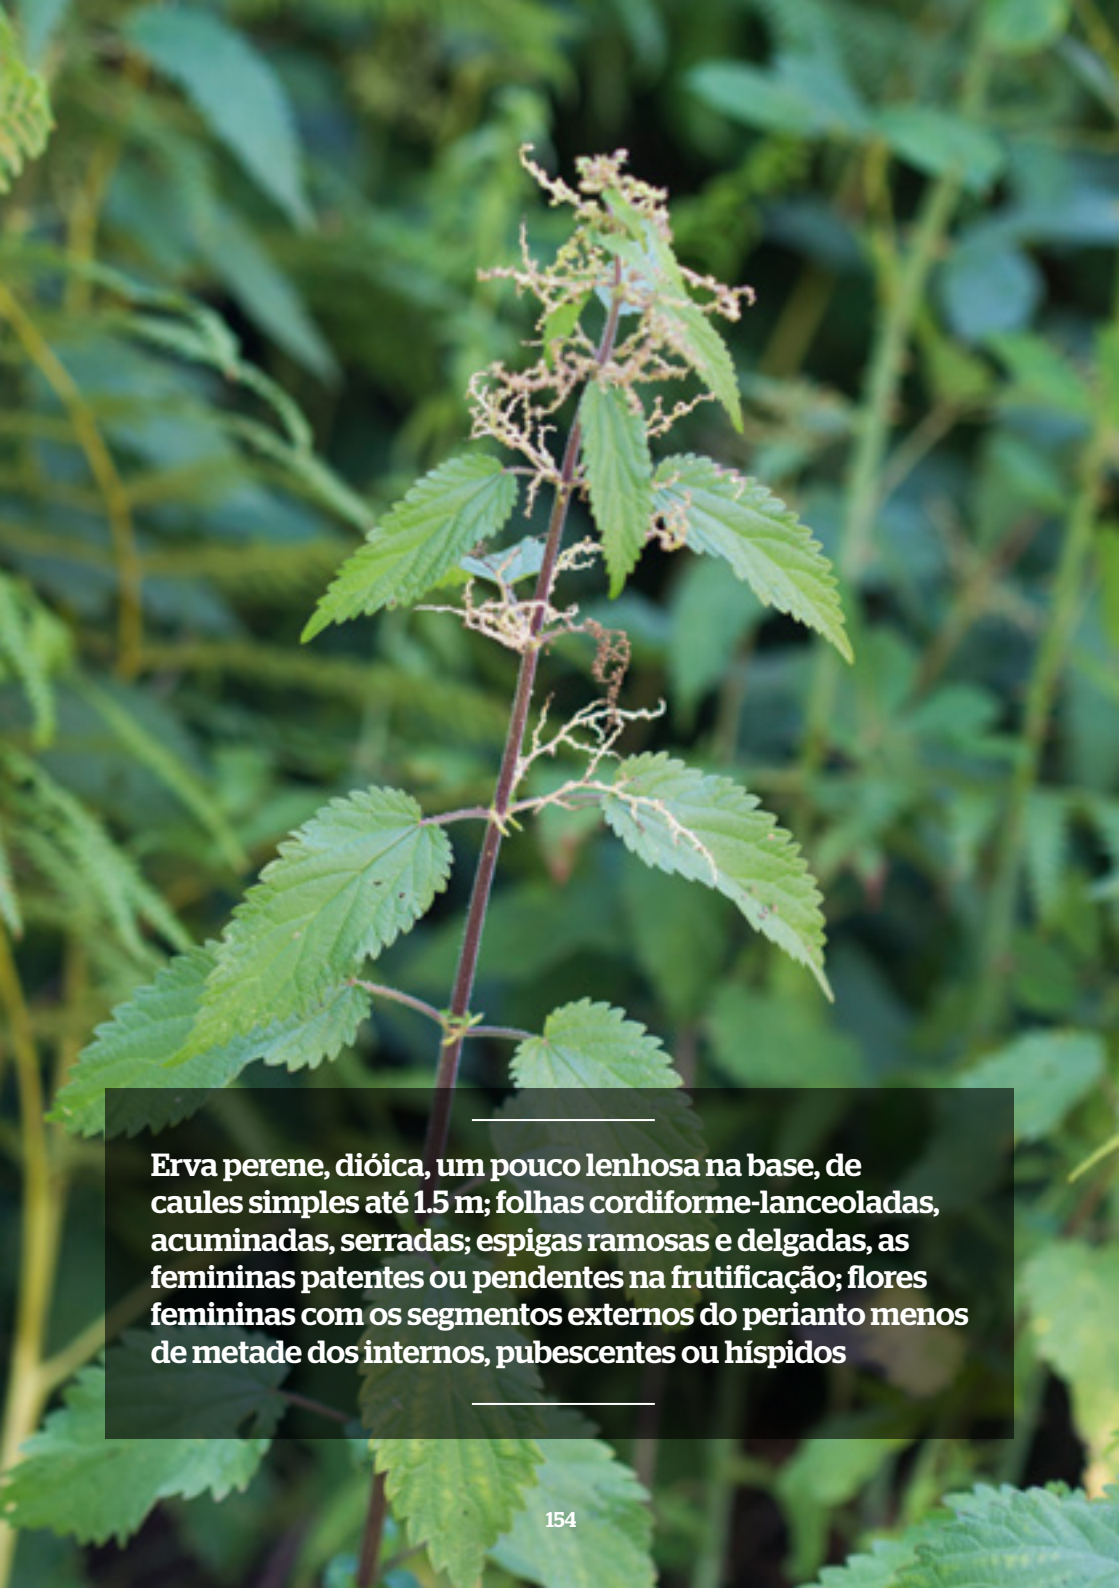 Erva perene, dióica, um pouco lenhosa na base, de
caules simples até 1.5 m; folhas cordiforme-lanceoladas,
acuminadas, serradas; espigas ramosas e delgadas, as
femininas patentes ou pendentes na frutificação; flores
femininas com os segmentos externos do perianto menos
de metade dos internos, pubescentes ou híspidos
154